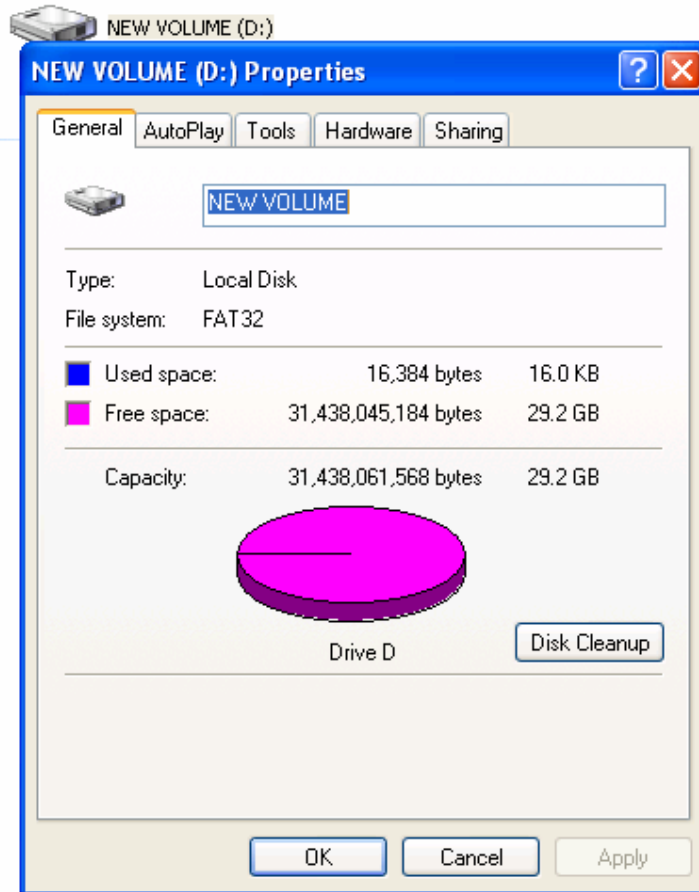 NEW VOLUME (D:)
NEW VOLUME (D:) Properties
General AutoPlay Tools Hardware Sharing
NEW VOLUME
Type: Local Disk
File system: FAT32
Used space: 16,384 bytes 16.0 KB
Free space: 31,438,045,184 bytes 29.2 GB
Capacity: 31,438,061,568 bytes 29.2 GB
Drive D
Disk Cleanup
OK Cancel Apply